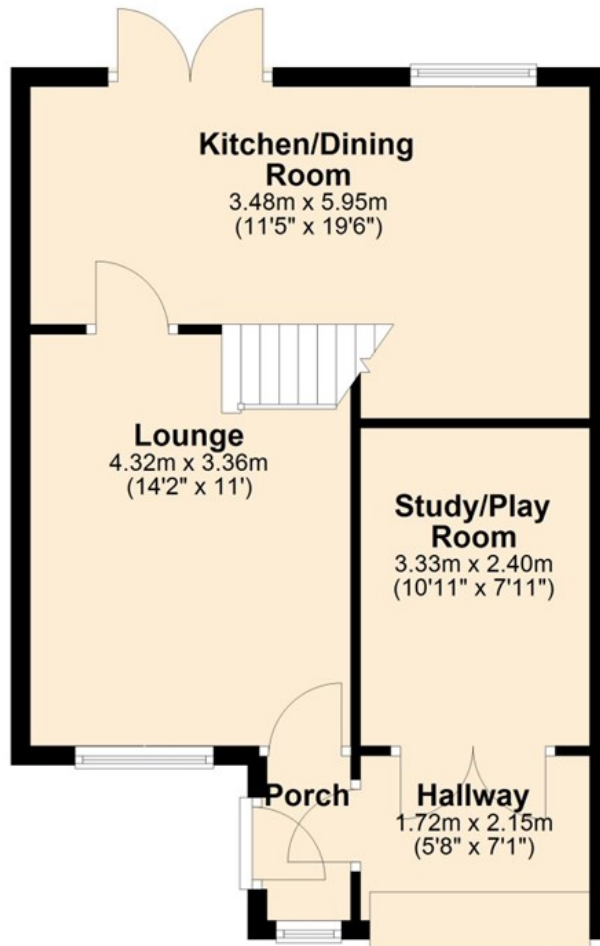 Kitchen/Dining
Room
3.48m x 5.95m
(11'5" x 19'6")
Lounge
4.32m x 3.36m
(14'2" x 11')
Study/Play
Room
3.33m x 2.40m
(10'11" x 7'11")
Porch
Hallway
1.72m x 2.15m
(5'8" x 7'1")